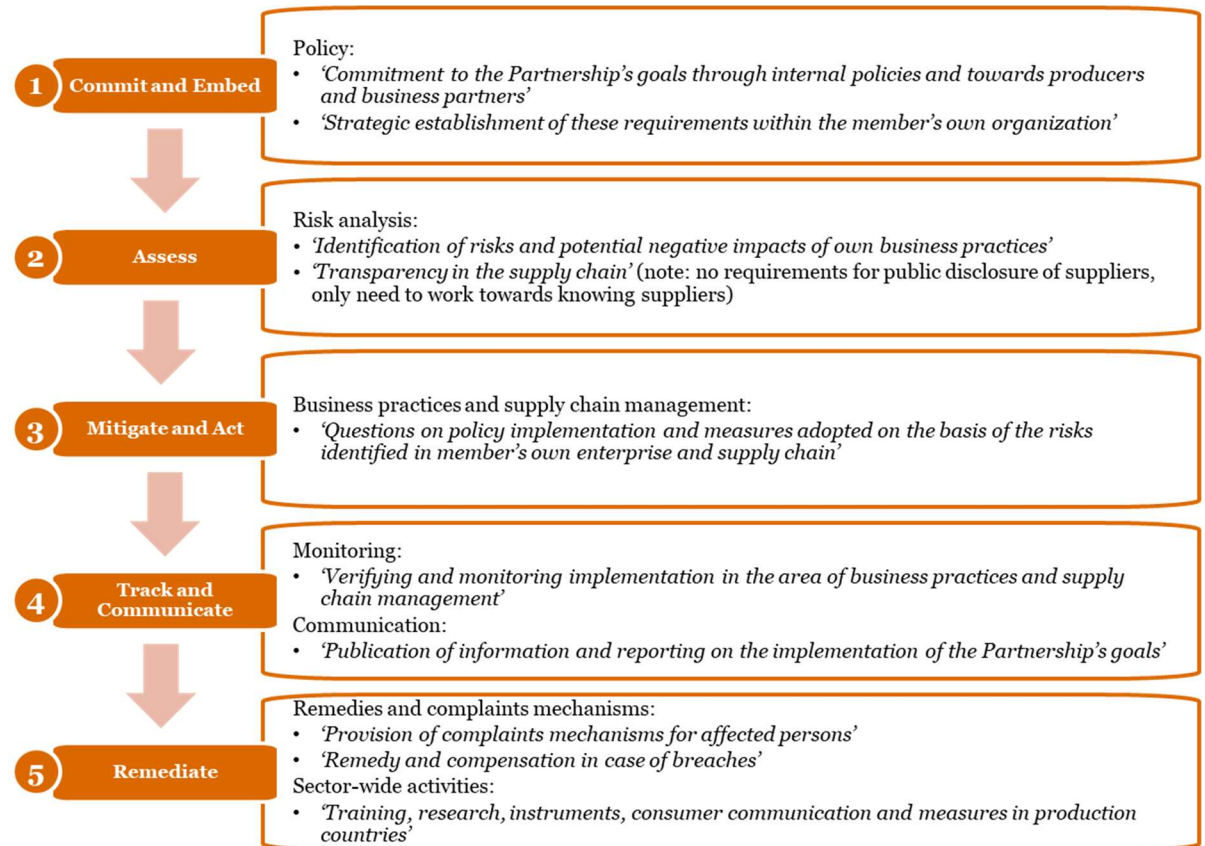 1
Commit and Embed
Policy:
• ‘Commitment to the Partnership’s goals through internal policies and towards producers
and business partners’
• ‘Strategic establishment of these requirements within the member’s own organization’
2
Assess
Risk analysis:
• ‘Identification of risks and potential negative impacts of own business practices’
• ‘Transparency in the supply chain’ (note: no requirements for public disclosure of suppliers,
only need to work towards knowing suppliers)
3
Mitigate and Act
Business practices and supply chain management:
• ‘Questions on policy implementation and measures adopted on the basis of the risks
identified in member’s own enterprise and supply chain’
4
Track and
Communicate
Monitoring:
• ‘Verifying and monitoring implementation in the area of business practices and supply
chain management’
Communication:
• ‘Publication of information and reporting on the implementation of the Partnership’s goals’
5
Remediate
Remedies and complaints mechanisms:
• ‘Provision of complaints mechanisms for affected persons’
• ‘Remedy and compensation in case of breaches’
Sector-wide activities:
• ‘Training, research, instruments, consumer communication and measures in production
countries’